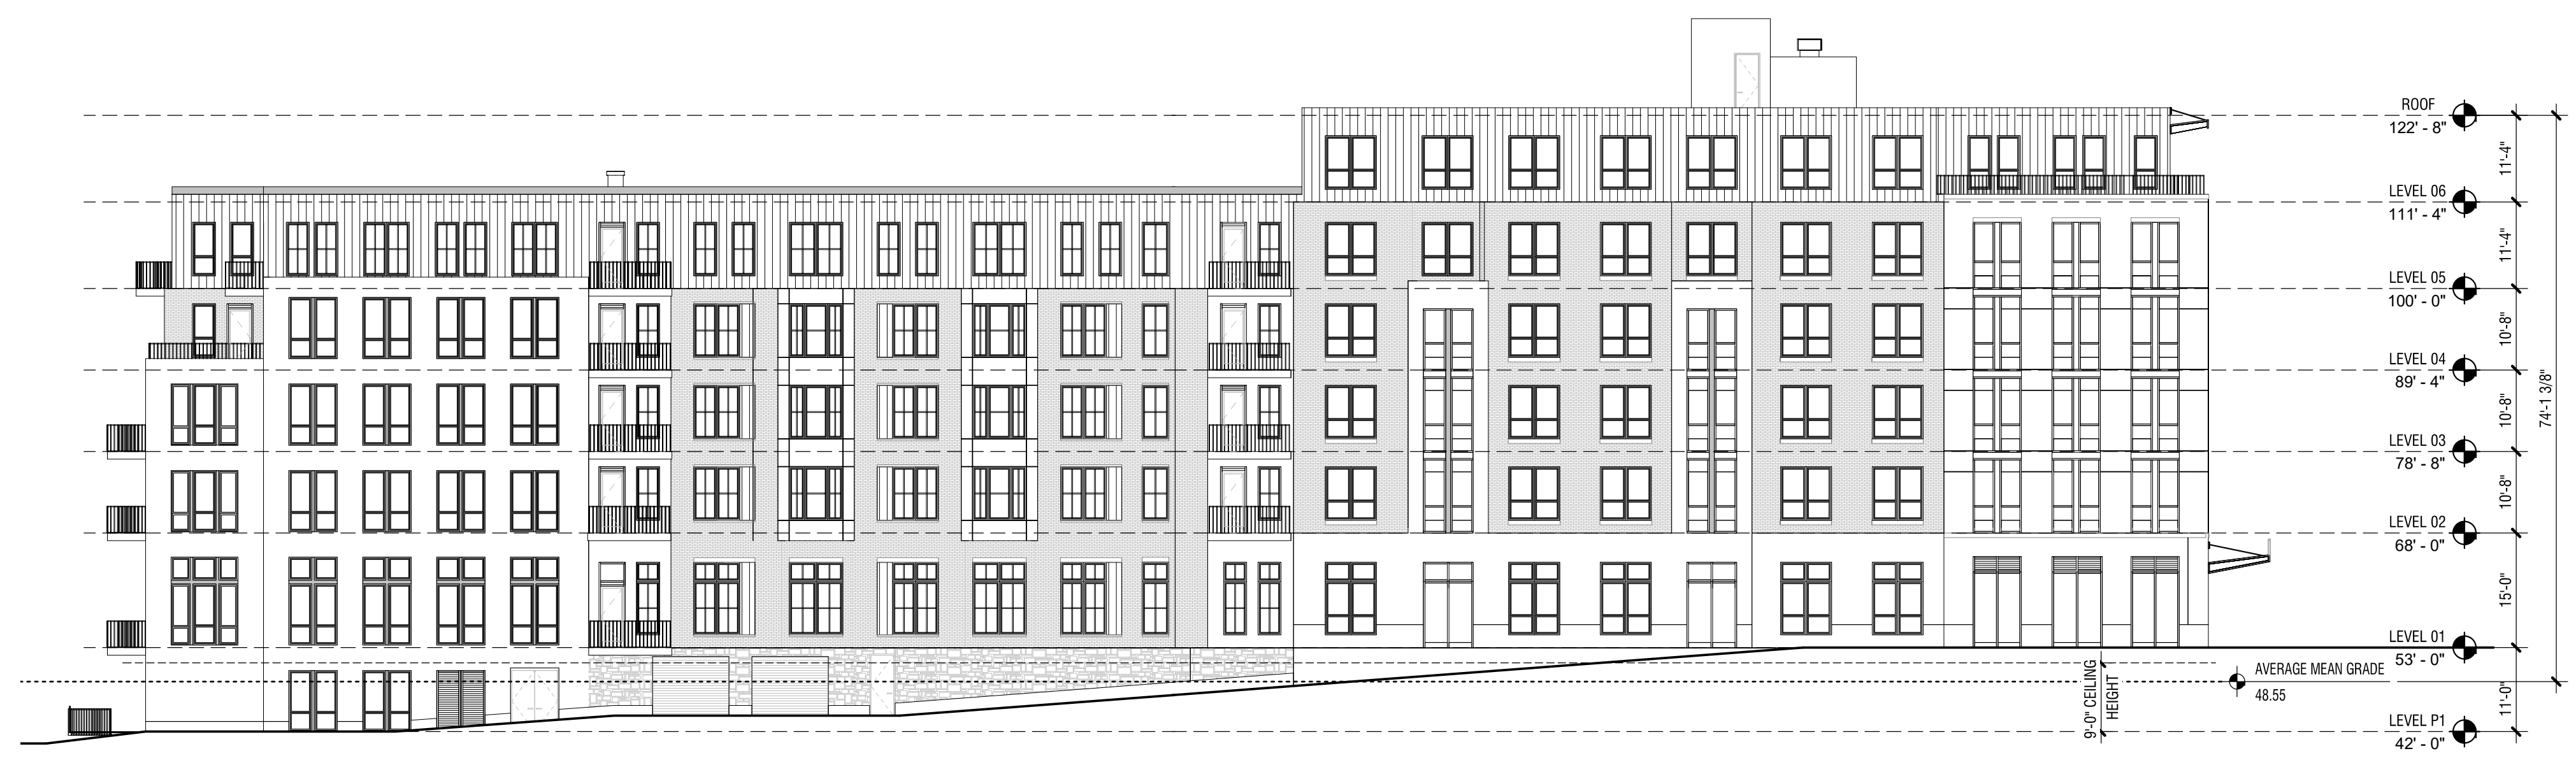 ROOF
122' - 8"
11'-4"
LEVEL 06
111' - 4"
11'-4"
LEVEL 05
100' - 0"
10'-8"
LEVEL 04
89' - 4"
10'-8"
74'-1 3/8"
LEVEL 03
78' - 8"
10'-8"
LEVEL 02
68' - 0"
15'-0"
LEVEL 01
53' - 0"
AVERAGE MEAN GRADE
48.55
9'-0" CEILING
HEIGHT
11'-0"
LEVEL P1
42' - 0"